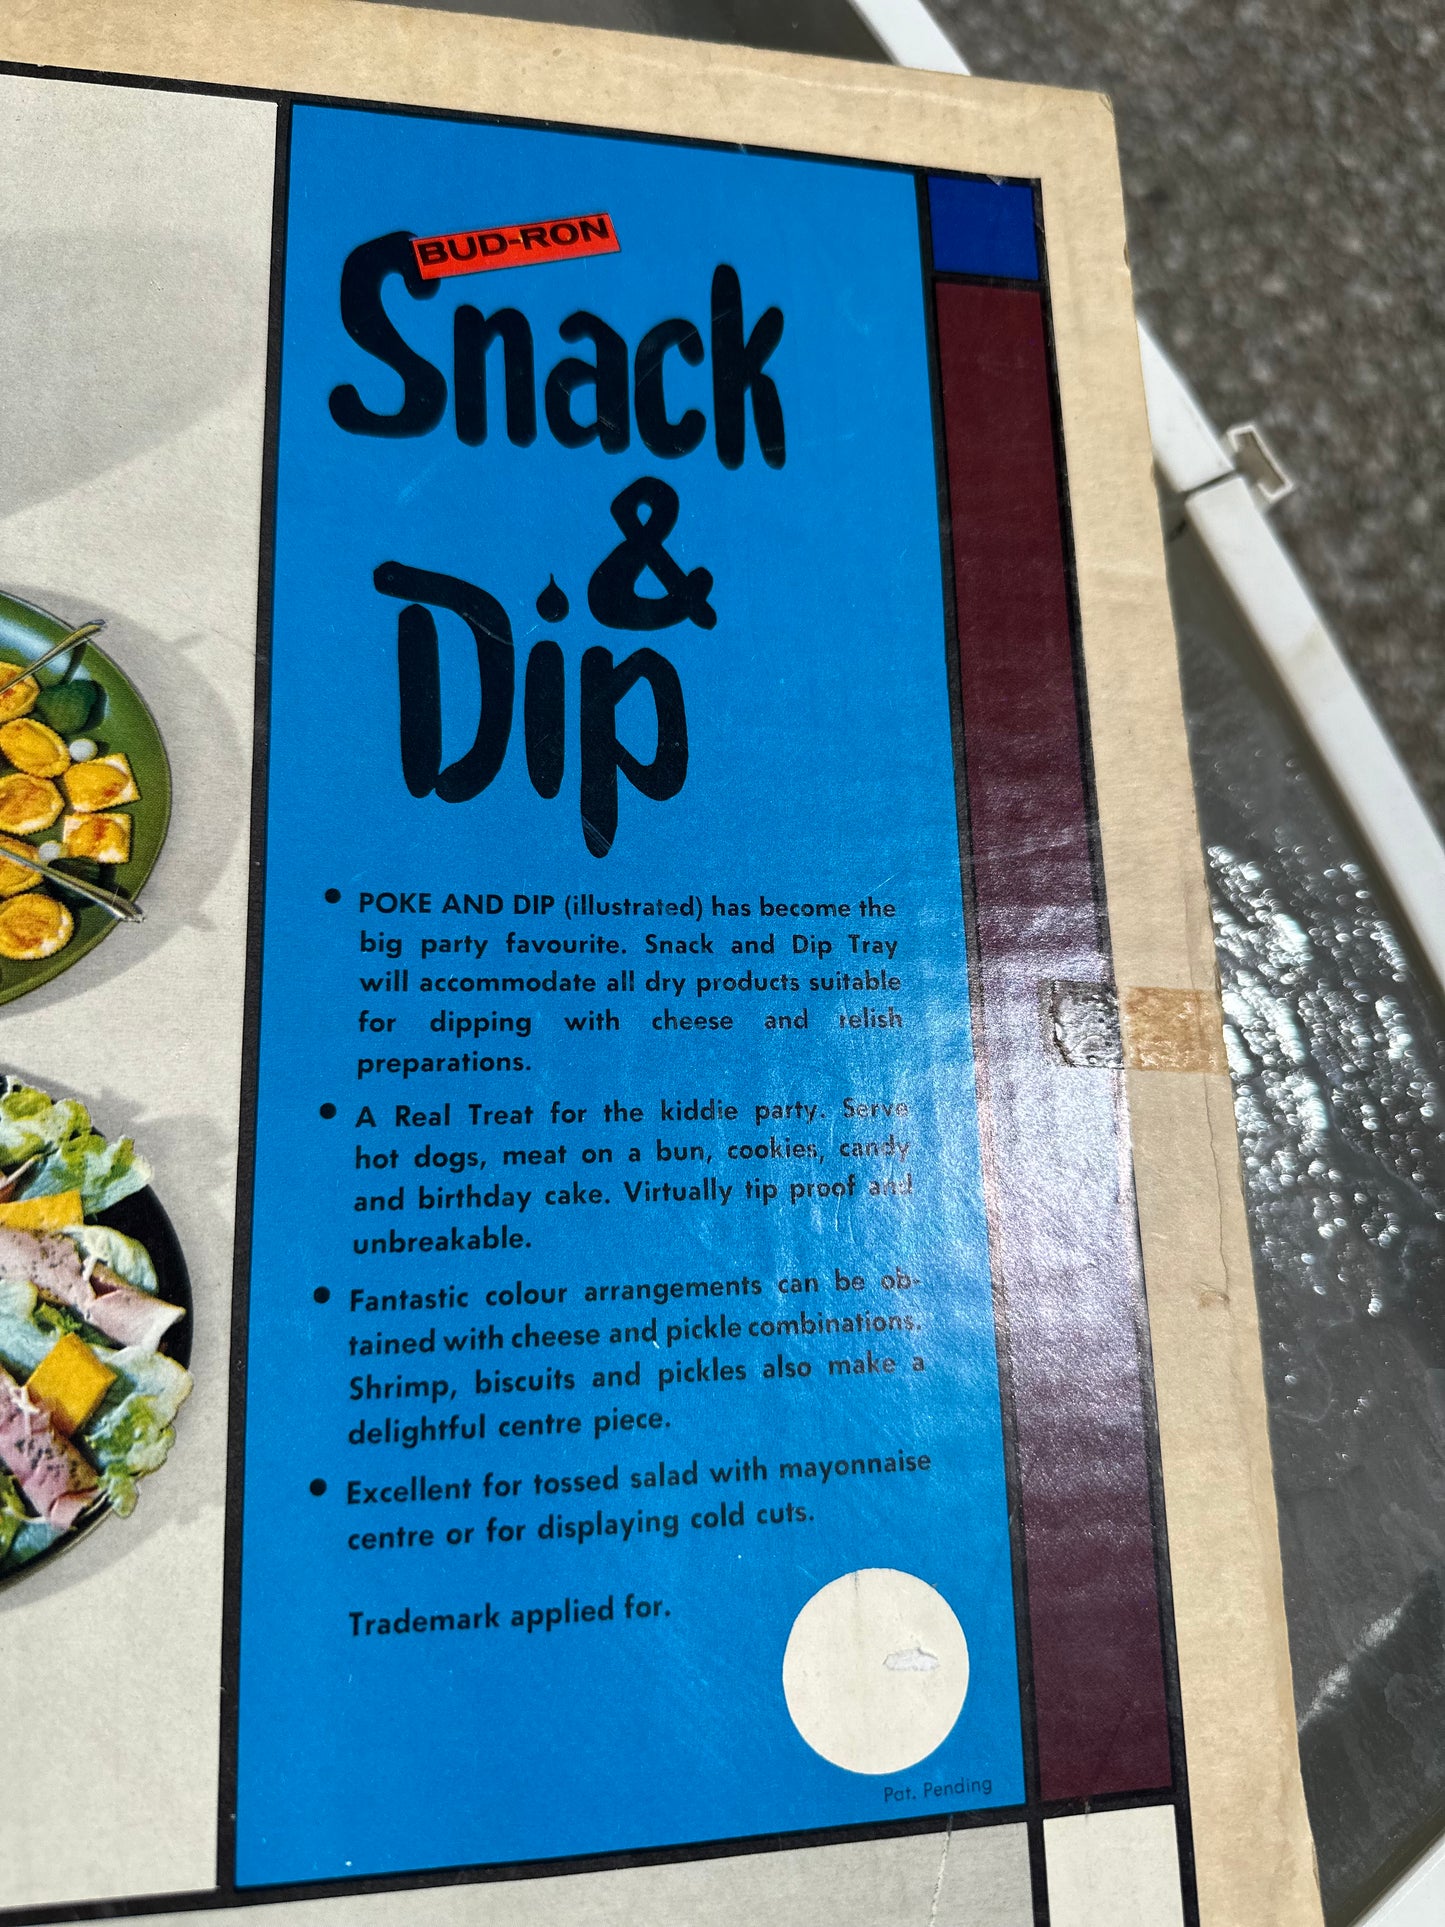 BUD-RON
Snack
&
Dip
• POKE AND DIP (illustrated) has become the
big party favourite. Snack and Dip Tray
will accommodate all dry products suitable
for dipping with cheese and relish
preparations.
• A Real Treat for the kiddie party. Serve
hot dogs, meat on a bun, cookies, candy
and birthday cake. Virtually tip proof and
unbreakable.
• Fantastic colour arrangements can be ob-
tained with cheese and pickle combinations.
Shrimp, biscuits and pickles also make a
delightful centre piece.
• Excellent for tossed salad with mayonnaise
centre or for displaying cold cuts.
Trademark applied for.
Pat. Pending